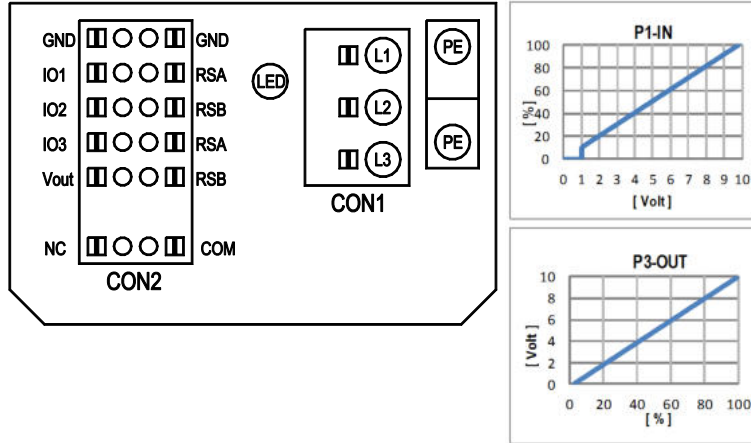 GND GND
IO1 RSA
IO2 RSB
IO3 RSA
Vout RSB
NC COM
CON2
LED
L1
L2
L3
CON1
PE
PE
P1-IN
[%]
100
80
60
40
20
0
0 1 2 3 4 5 6 7 8 9 10
[ Volt ]
P3-OUT
[ Volt ]
10
8
6
4
2
0
0 20 40 60 80 100
[ % ]